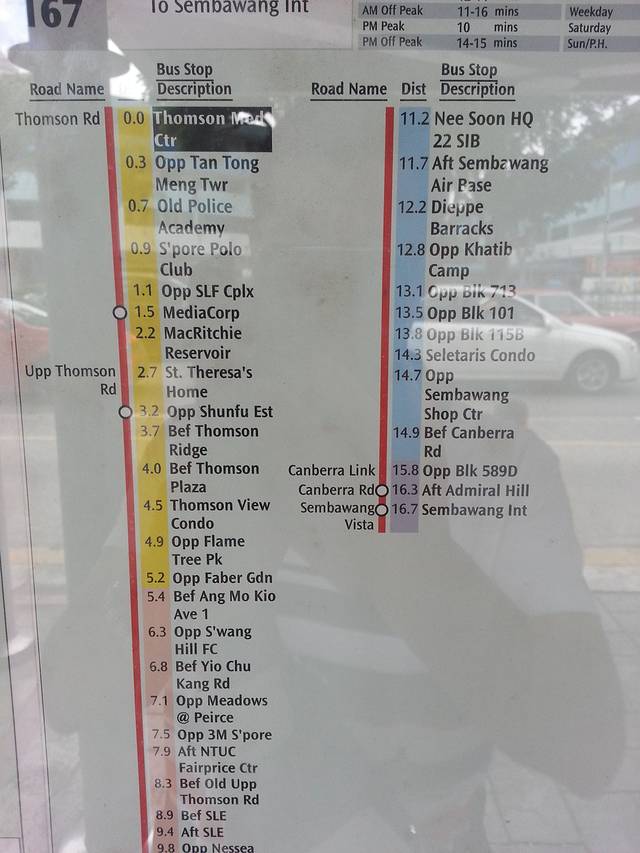 167
To Sembawang Int
AM Off Peak 11-16 mins Weekday
PM Peak 10 mins Saturday
PM Off Peak 14-15 mins Sun/P.H.
Road Name
Bus Stop
Description
Thomson Rd 0.0 Thomson Med
Ctr
0.3 Opp Tan Tong
Meng Twr
0.7 Old Police
Academy
0.9 S'pore Polo
Club
1.1 Opp SLF Cplx
1.5 MediaCorp
2.2 MacRitchie
Reservoir
Upp Thomson 2.7 St. Theresa's
Rd Home
3.2 Opp Shunfu Est
3.7 Bef Thomson
Ridge
4.0 Bef Thomson
Plaza
4.5 Thomson View
Condo
4.9 Opp Flame
Tree Pk
5.2 Opp Faber Gdn
5.4 Bef Ang Mo Kio
Ave 1
6.3 Opp S'wang
Hill FC
6.8 Bef Yio Chu
Kang Rd
7.1 Opp Meadows
@ Peirce
7.5 Opp 3M S'pore
7.9 Aft NTUC
Fairprice Ctr
8.3 Bef Old Upp
Thomson Rd
8.9 Bef SLE
9.4 Aft SLE
9.8 Opp Nessea
Road Name Dist
Bus Stop
Description
11.2 Nee Soon HQ
22 SIB
11.7 Aft Sembawang
Air Base
12.2 Dieppe
Barracks
12.8 Opp Khatib
Camp
13.1 Opp Blk 713
13.5 Opp Blk 101
13.8 Opp Blk 115B
14.3 Seletaris Condo
14.7 Opp
Sembawang
Shop Ctr
14.9 Bef Canberra
Rd
Canberra Link 15.8 Opp Blk 589D
Canberra Rd 16.3 Aft Admiral Hill
Sembawang 16.7 Sembawang Int
Vista